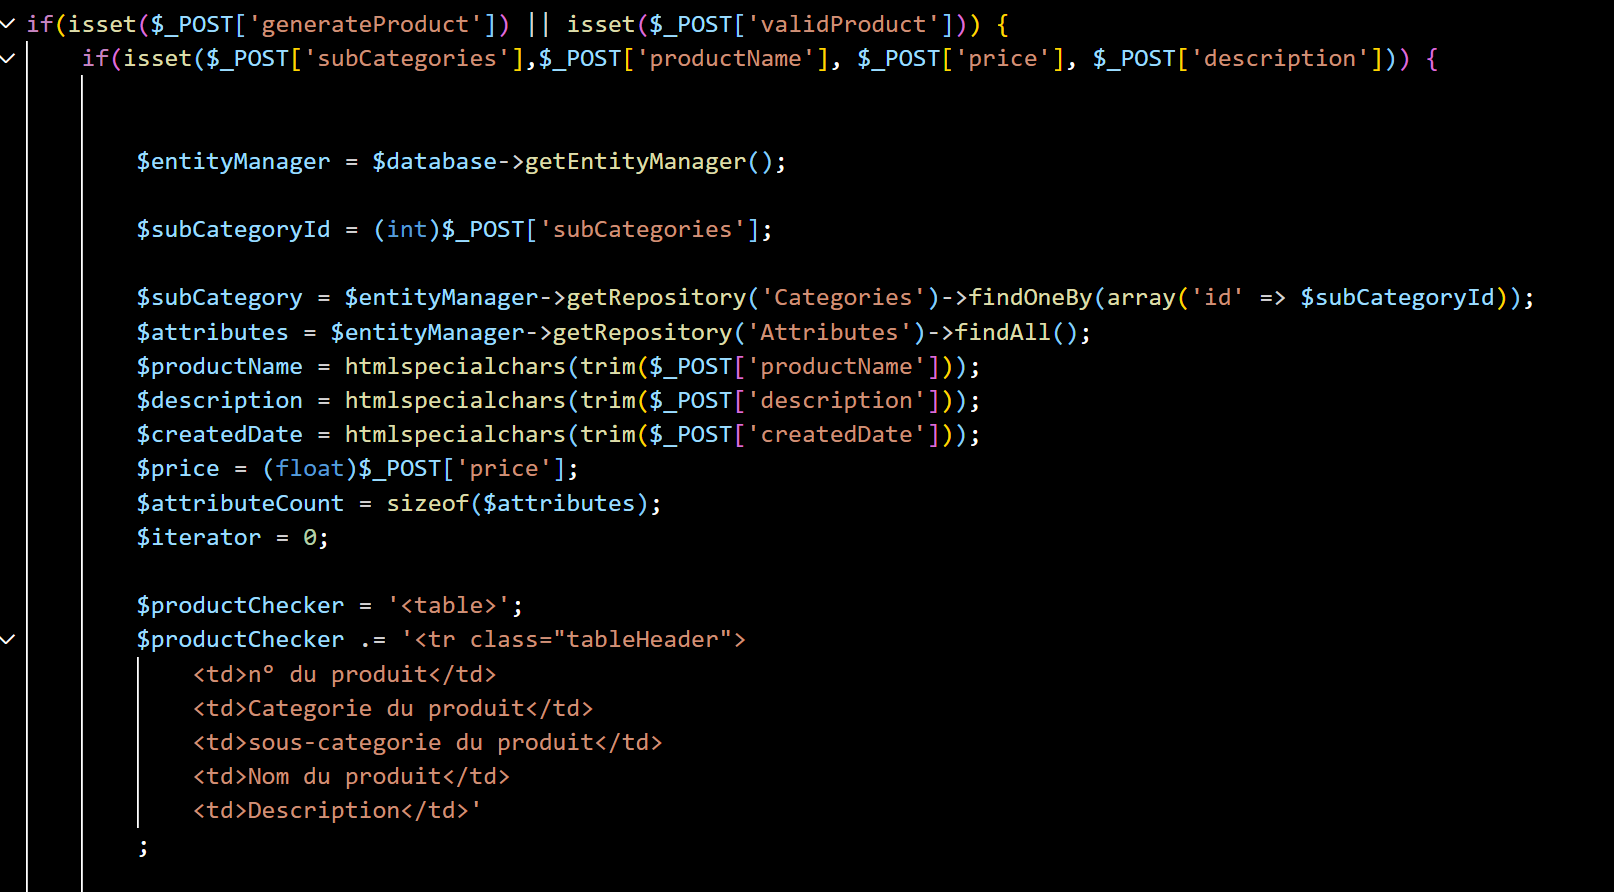 if(isset($_POST['generateProduct']) || isset($_POST['validProduct'])) {
if(isset($_POST['subCategories'],$_POST['productName'], $_POST['price'], $_POST['description'])) {
$entityManager = $database->getEntityManager();
$subCategoryId = (int)$_POST['subCategories'];
$subCategory = $entityManager->getRepository('Categories')->findOneBy(array('id' => $subCategoryId));
$attributes = $entityManager->getRepository('Attributes')->findAll();
$productName = htmlspecialchars(trim($_POST['productName']));
$description = htmlspecialchars(trim($_POST['description']));
$createdDate = htmlspecialchars(trim($_POST['createdDate']));
$price = (float)$_POST['price'];
$attributeCount = sizeof($attributes);
$iterator = 0;
$productChecker = '<table>';
$productChecker .= '<tr class="tableHeader">
<td>n° du produit</td>
<td>Categorie du produit</td>
<td>sous-categorie du produit</td>
<td>Nom du produit</td>
<td>Description</td>'
;